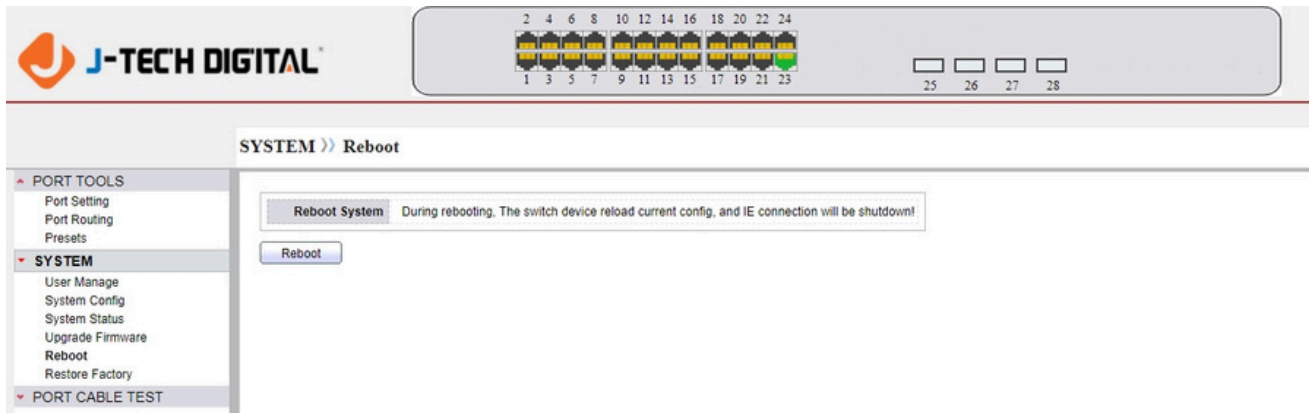 J-TECH DIGITAL
2 4 6 8 10 12 14 16 18 20 22 24
1 3 5 7 9 11 13 15 17 19 21 23
25 26 27 28
SYSTEM » Reboot
PORT TOOLS
Port Setting
Port Routing
Presets
SYSTEM
User Manage
System Config
System Status
Upgrade Firmware
Reboot
Restore Factory
PORT CABLE TEST
Reboot System During rebooting, The switch device reload current config, and IE connection will be shutdown!
Reboot